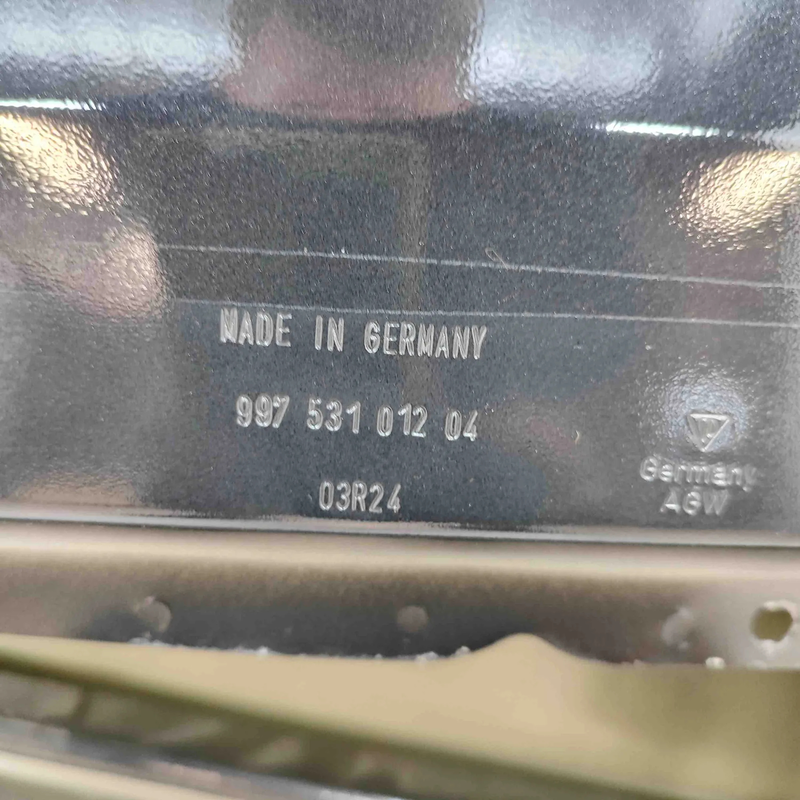 MADE IN GERMANY
997 531 012 04
03R24
Germany
AGW